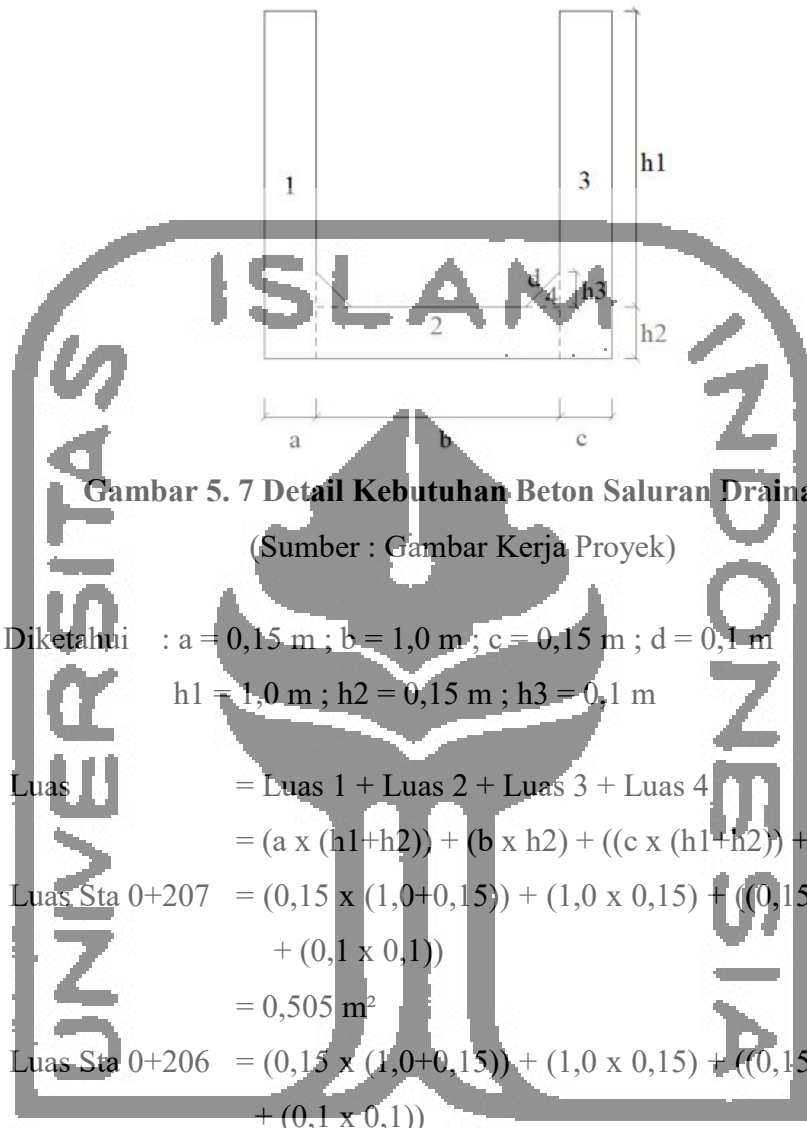 1
3
h1
d
4
h3
2
h2
a
b
c
ISLAM
UNIVERSITAS
INDONESIA
Gambar 5. 7 Detail Kebutuhan Beton Saluran Draina
(Sumber : Gambar Kerja Proyek)
Diketahui : a = 0,15 m ; b = 1,0 m ; c = 0,15 m ; d = 0,1 m
h1 = 1,0 m ; h2 = 0,15 m ; h3 = 0,1 m
Luas = Luas 1 + Luas 2 + Luas 3 + Luas 4
= (a x (h1+h2)) + (b x h2) + ((c x (h1+h2)) +
Luas Sta 0+207 = (0,15 x (1,0+0,15)) + (1,0 x 0,15) + ((0,15
+ (0,1 x 0,1))
= 0,505 m²
Luas Sta 0+206 = (0,15 x (1,0+0,15)) + (1,0 x 0,15) + ((0,15
+ (0,1 x 0,1))